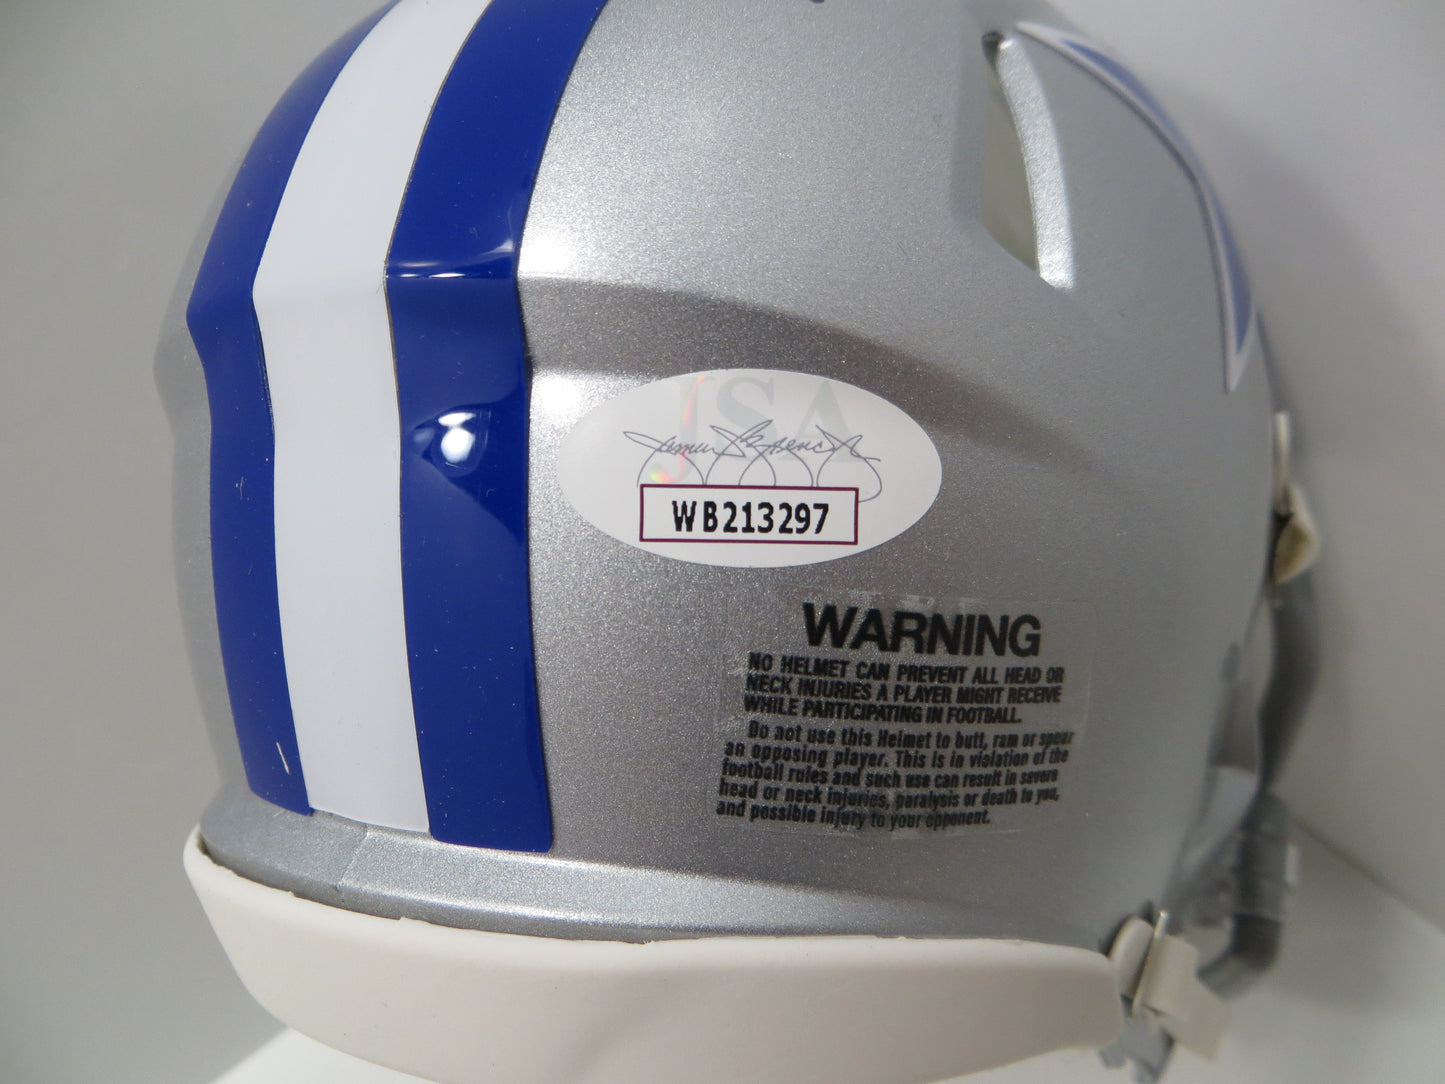 JSA
James Spence Jr
WB213297
WARNING
NO HELMET CAN PREVENT ALL HEAD OR
NECK INJURIES A PLAYER MIGHT RECEIVE
WHILE PARTICIPATING IN FOOTBALL.
Do not use this Helmet to butt, ram or spear
an opposing player. This is in violation of the
football rules and such use can result in severe
head or neck injuries, paralysis or death to you,
and possible injury to your opponent.